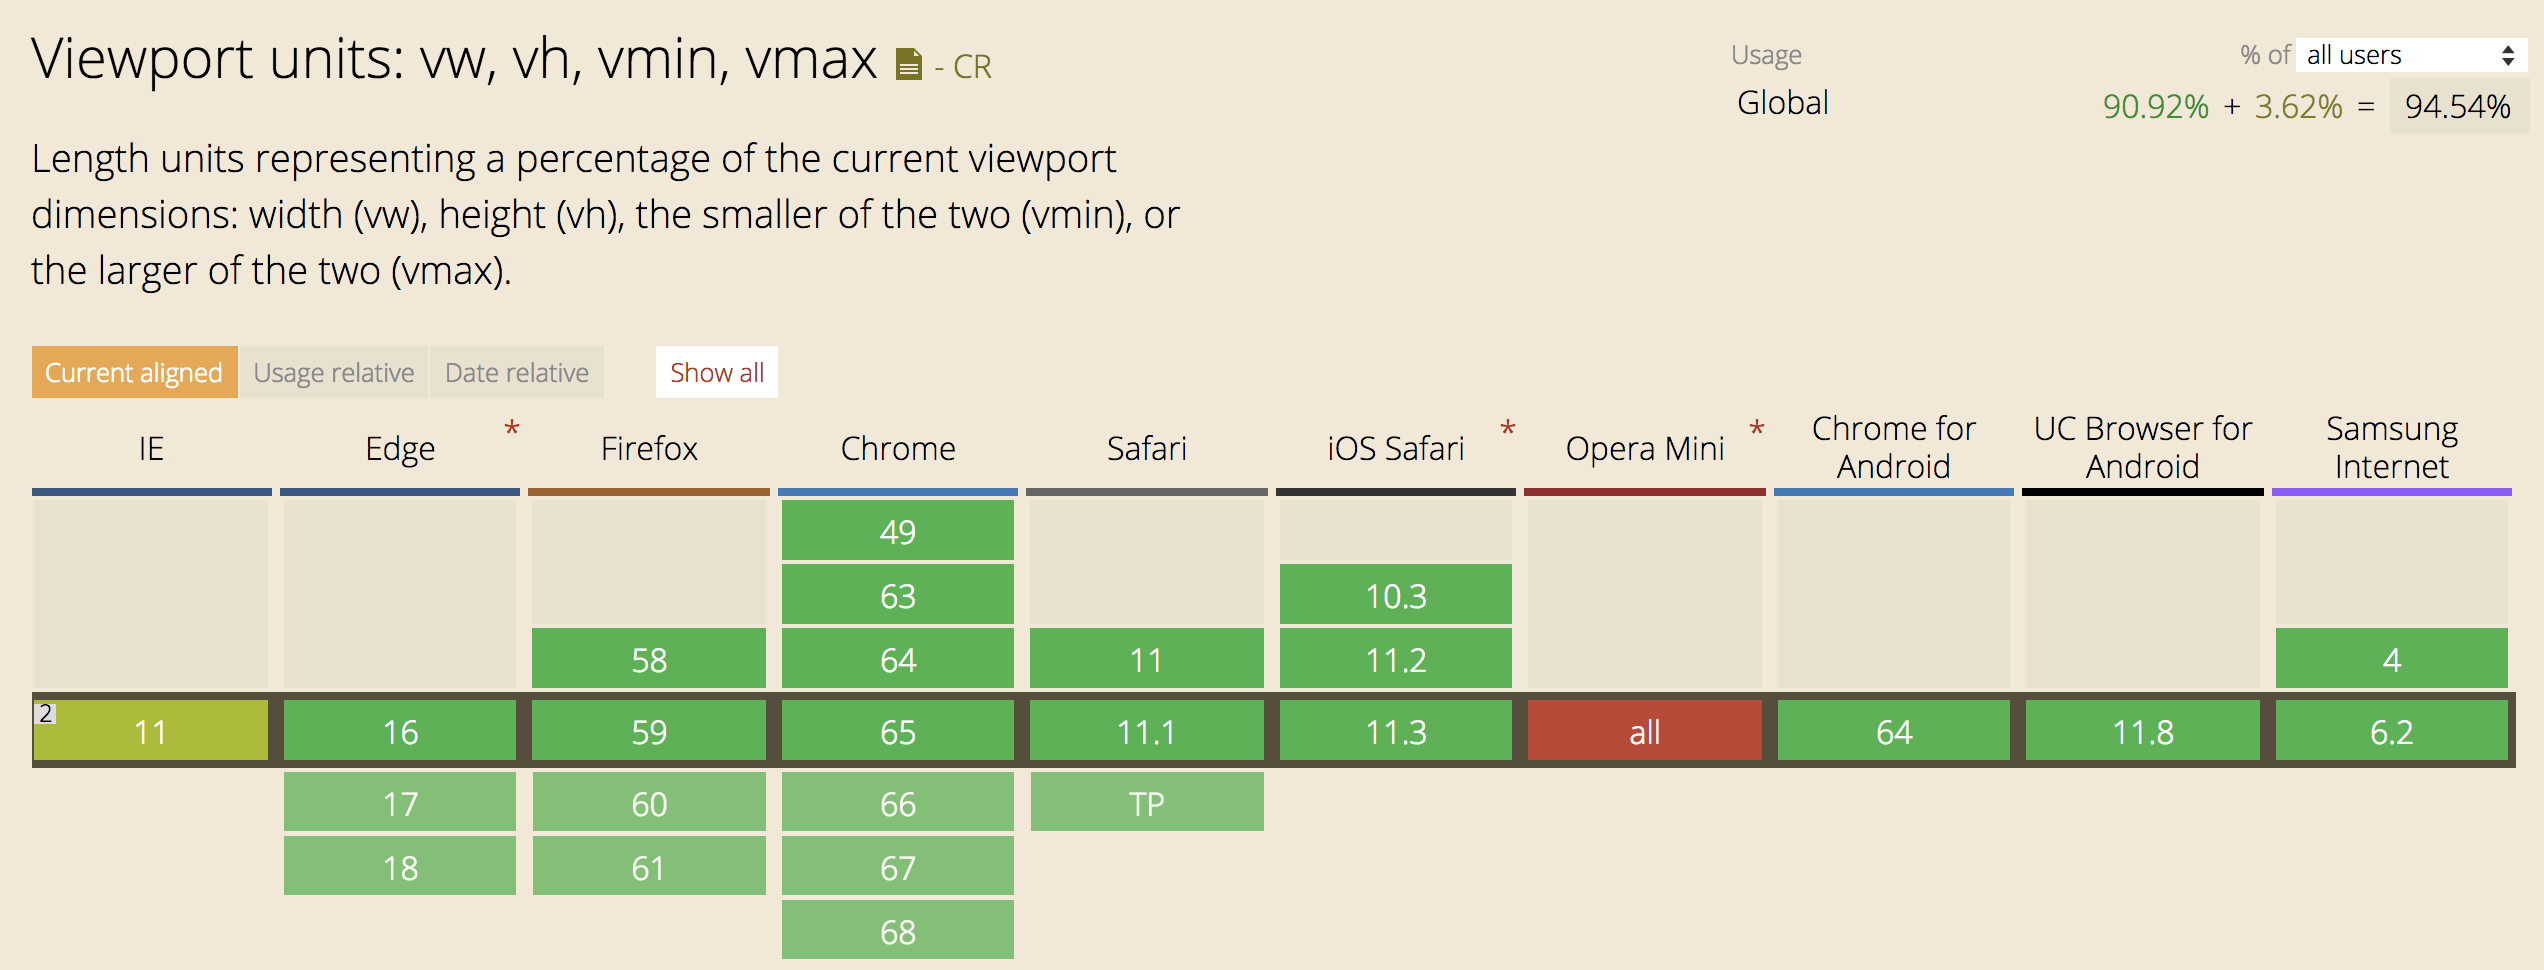 Viewport units: vw, vh, vmin, vmax - CR
Usage % of all users
Global 90.92% + 3.62% = 94.54%
Length units representing a percentage of the current viewport
dimensions: width (vw), height (vh), the smaller of the two (vmin), or
the larger of the two (vmax).
Current aligned Usage relative Date relative Show all
IE Edge * Firefox Chrome Safari iOS Safari * Opera Mini * Chrome for Android UC Browser for Android Samsung Internet
49
63 10.3
58 64 11 11.2 4
2 11 16 59 65 11.1 11.3 all 64 11.8 6.2
17 60 66 TP
18 61 67
68